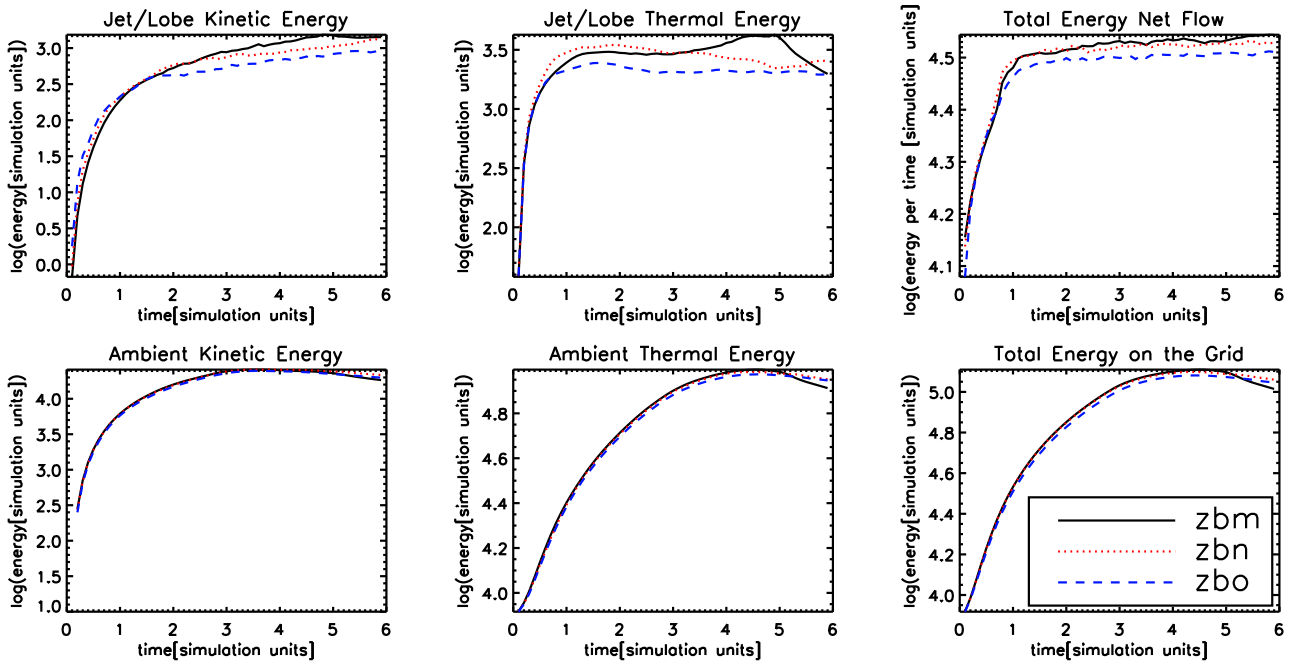 Jet/Lobe Kinetic Energy
log(energy[simulation units])
3.0
2.5
2.0
1.5
1.0
0.5
0.0
0 1 2 3 4 5 6
time[simulation units]
Jet/Lobe Thermal Energy
log(energy[simulation units])
3.5
3.0
2.5
2.0
0 1 2 3 4 5 6
time[simulation units]
Total Energy Net Flow
log(energy per time [simulation units]
4.5
4.4
4.3
4.2
4.1
0 1 2 3 4 5 6
time[simulation units]
Ambient Kinetic Energy
log(energy[simulation units])
4.0
3.5
3.0
2.5
2.0
1.5
1.0
0 1 2 3 4 5 6
time[simulation units]
Ambient Thermal Energy
log(energy[simulation units])
4.8
4.6
4.4
4.2
4.0
0 1 2 3 4 5 6
time[simulation units]
Total Energy on the Grid
log(energy[simulation units])
5.0
4.8
4.6
4.4
4.2
4.0
0 1 2 3 4 5 6
time[simulation units]
zbm
zbn
zbo